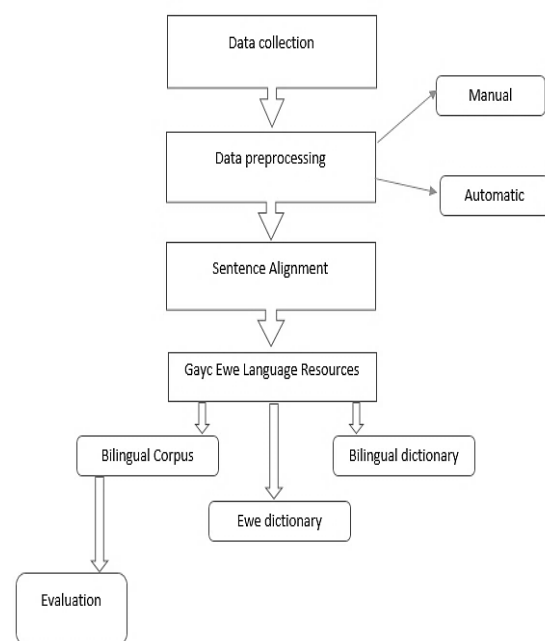 Data collection
Manual
Data preprocessing
Automatic
Sentence Alignment
Gayc Ewe Language Resources
Bilingual Corpus
Bilingual dictionary
Ewe dictionary
Evaluation